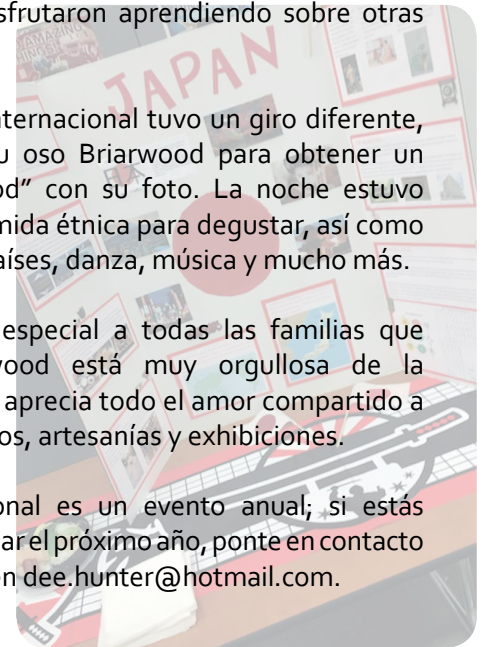 sfrutaron aprendiendo sobre otras
AMAZING
JAPAN
nternacional tuvo un giro diferente,
u oso Briarwood para obtener un
od” con su foto. La noche estuvo
mida étnica para degustar, así como
aíses, danza, música y mucho más.
especial a todas las familias que
wood está muy orgullosa de la
aprecia todo el amor compartido a
os, artesanías y exhibiciones.
onal es un evento anual; si estás
ar el próximo año, ponte en contacto
en dee.hunter@hotmail.com.